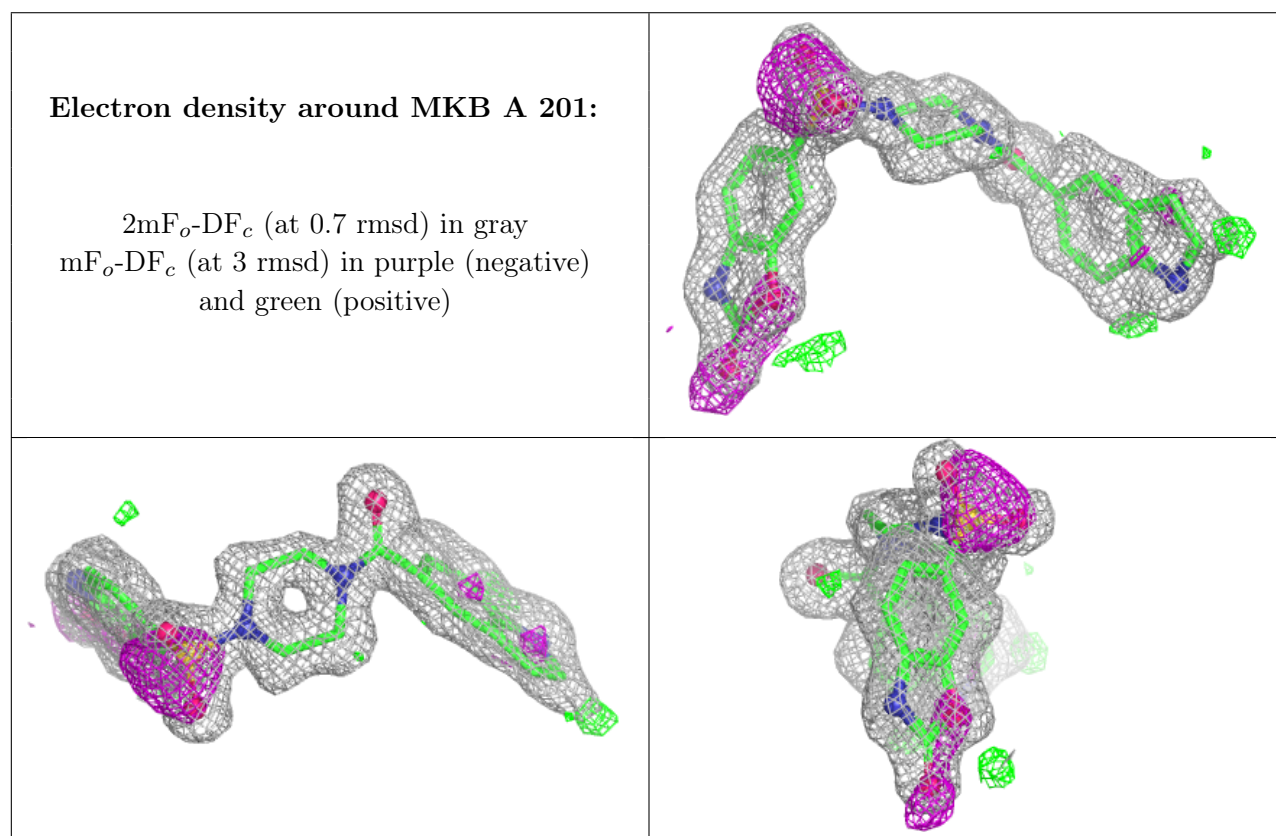 Electron density around MKB A 201:
2mFo-DFc (at 0.7 rmsd) in gray
mFo-DFc (at 3 rmsd) in purple (negative)
and green (positive)